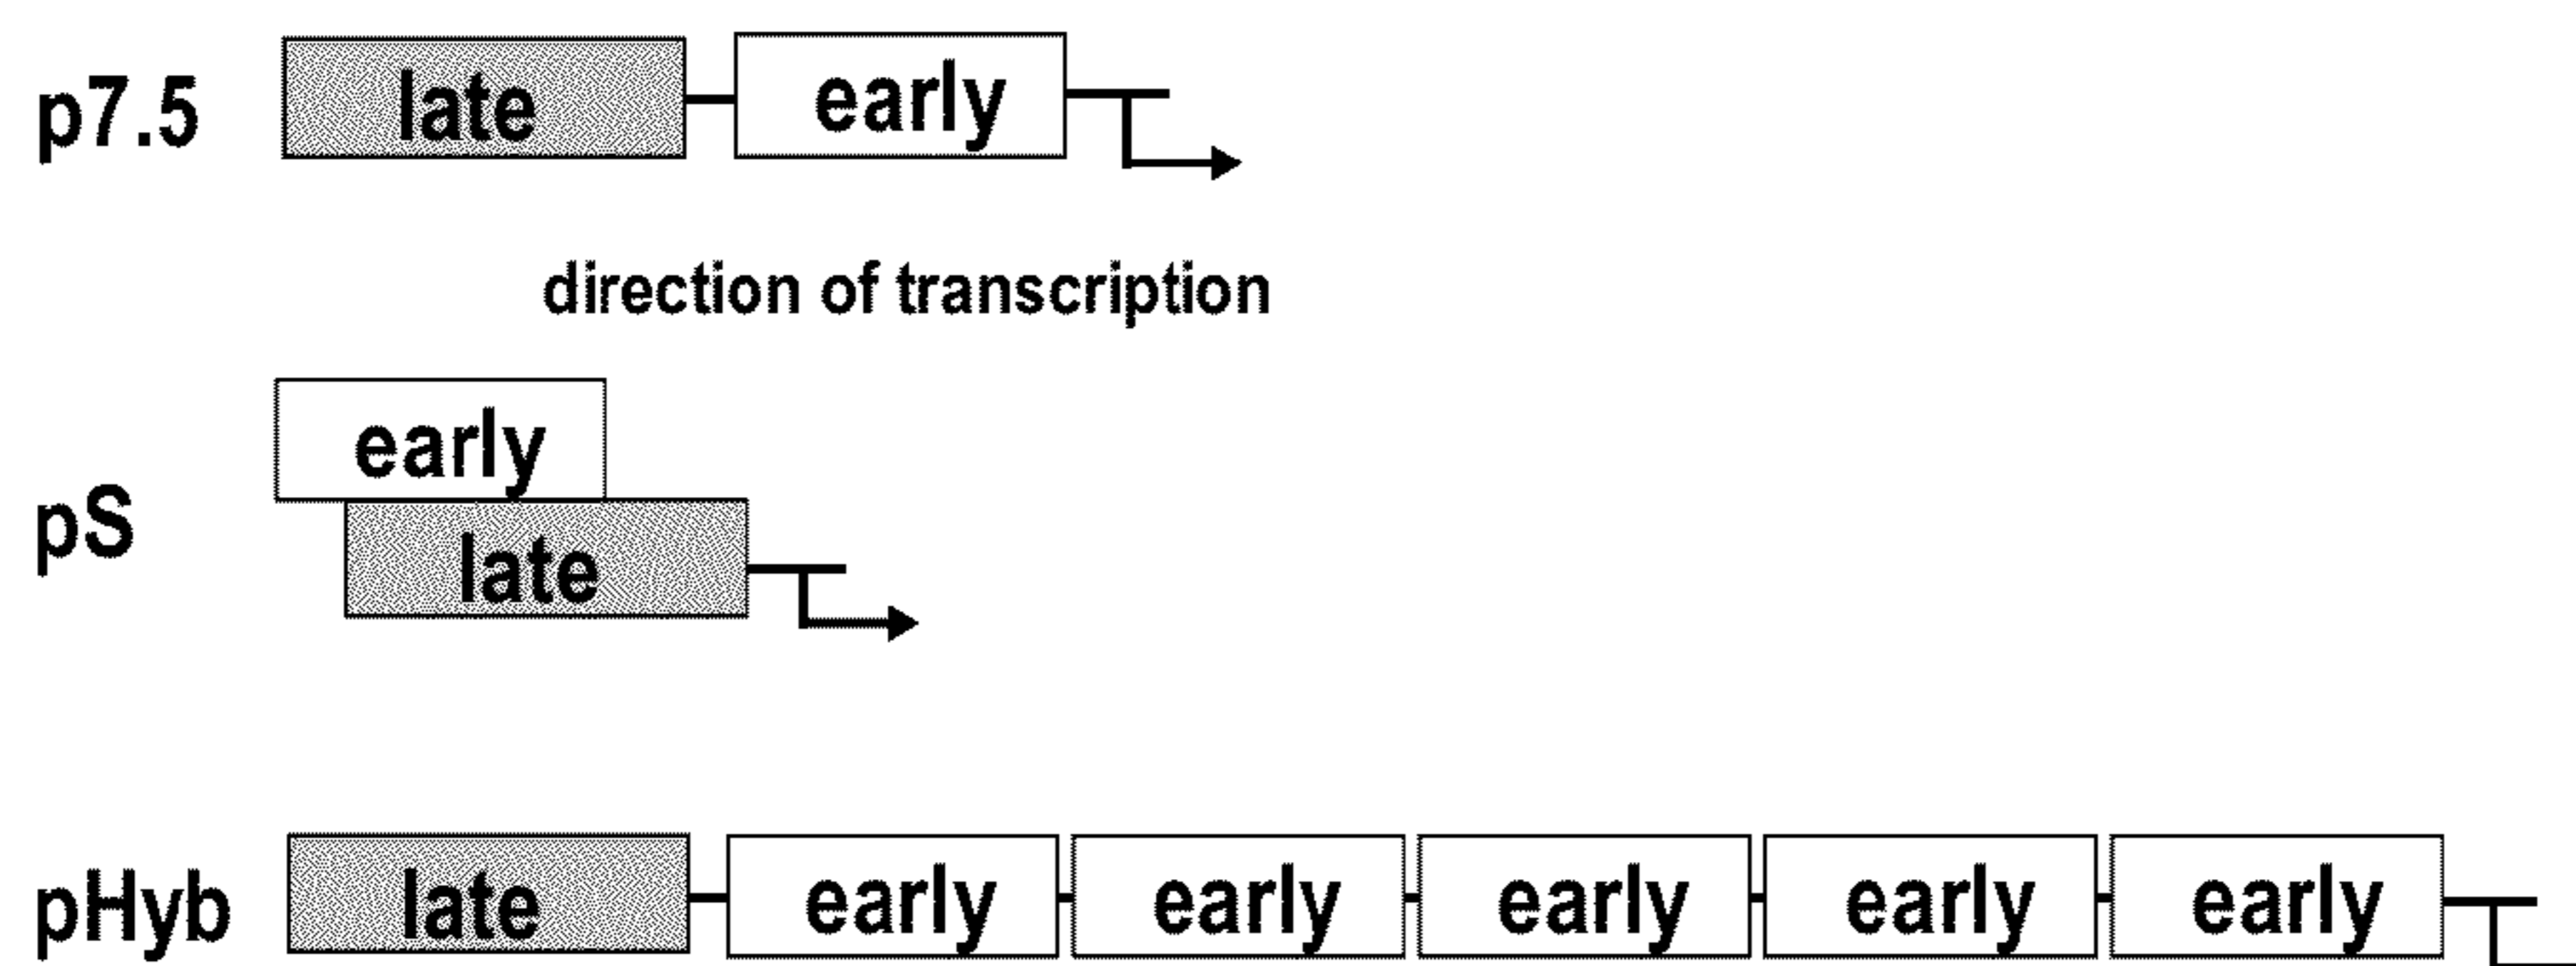 p7.5 late early
direction of transcription
early
pS
late
pHyb late early early early early early